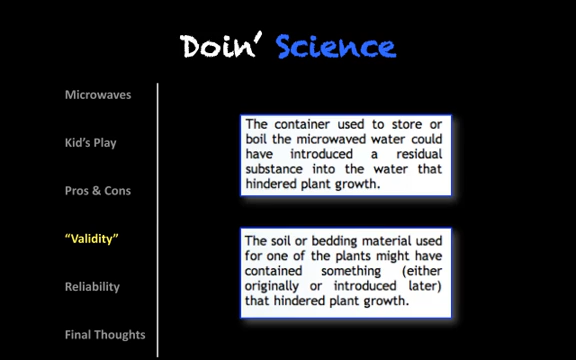 Doin' Science
Microwaves
Kid's Play
Pros & Cons
"Validity"
Reliability
Final Thoughts
The container used to store or
boil the microwaved water could
have introduced a residual
substance into the water that
hindered plant growth.
The soil or bedding material used
for one of the plants might have
contained something (either
originally or introduced later)
that hindered plant growth.